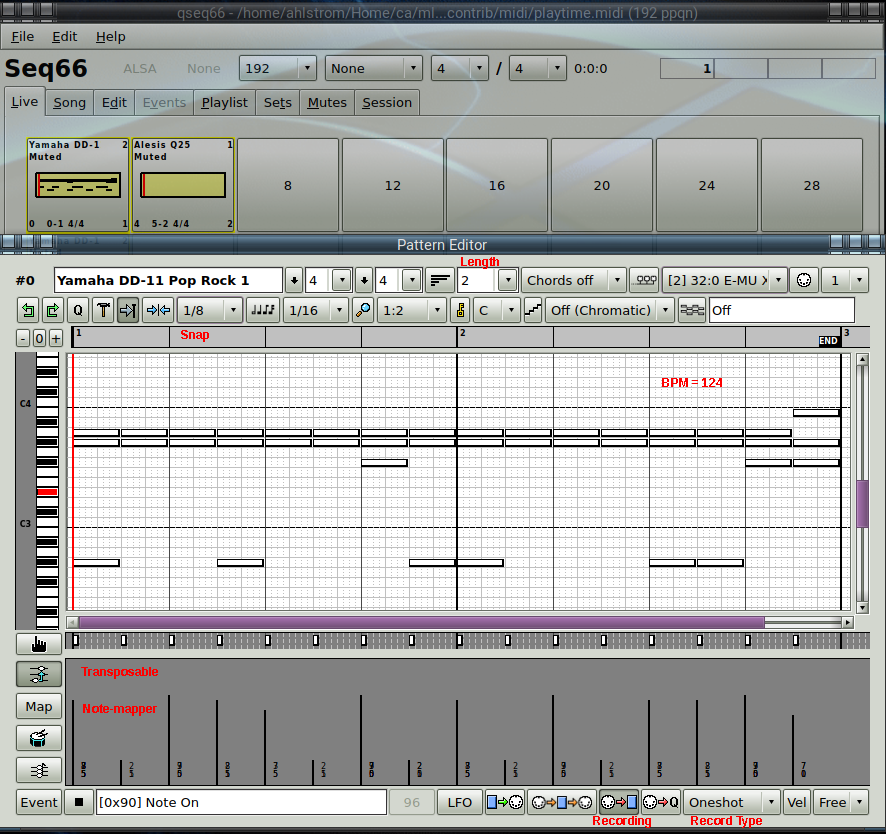 qseq66 - /home/ahlstrom/Home/ca/ml...contrib/midi/playtime.midi (192 ppqn)
File Edit Help
Seq66 ALSA None 192 None 4 / 4 0:0:0 1
Live Song Edit Events Playlist Sets Mutes Session
Yamaha DD-1 2 Alesis Q25 1
Muted Muted
8 12 16 20 24 28
0 0-1 4/4 1 4 5-2 4/4 2
Pattern Editor
Length
#0 Yamaha DD-11 Pop Rock 1 4 4 2 Chords off [2] 32:0 E-MU X 1
Q T 1/8 1/16 1:2 C Off (Chromatic) Off
- 0 + 1 Snap 2 END 3
BPM = 124
C4
C3
Transposable
Map Note-mapper
Event [0x90] Note On 96 LFO Q Oneshot Vel Free
Recording Record Type